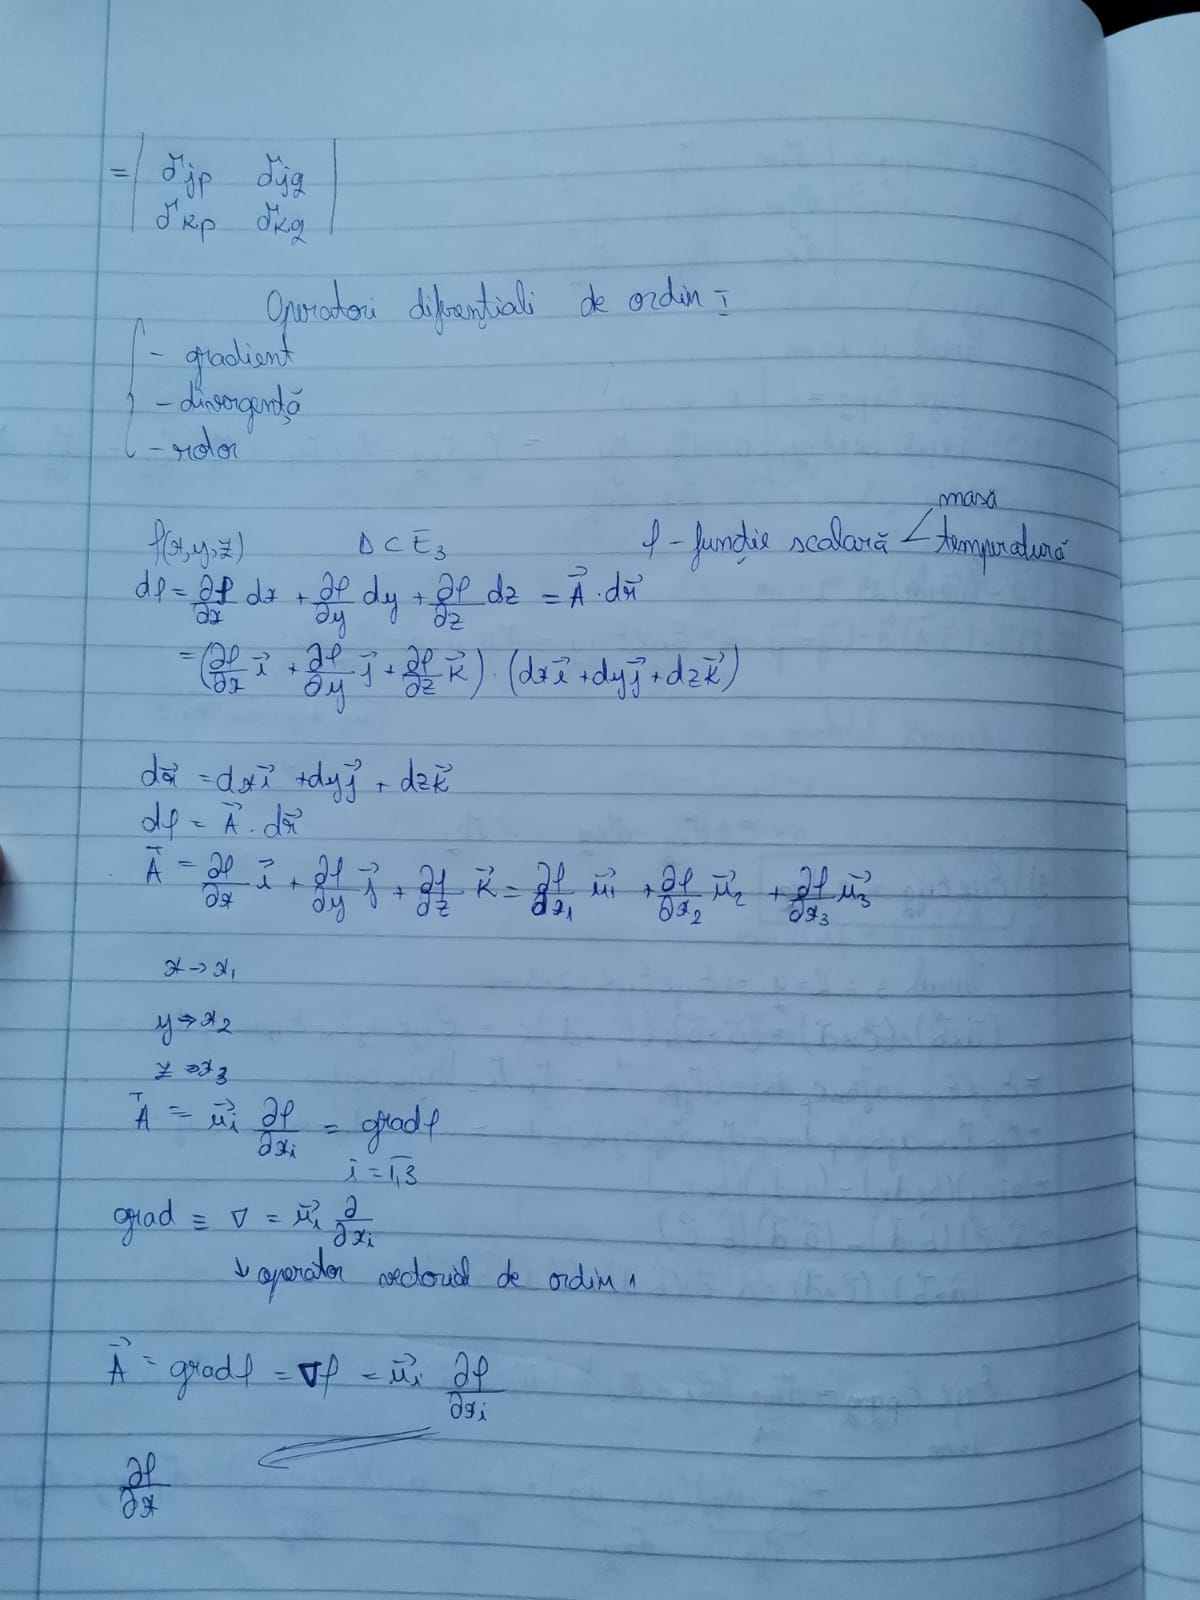 = | δjp δjq |
| δkp δkq |
Operatori difrențiali de ordin I
- gradient
- divergență
- rotor
f(x,y,z) D ⊂ E₃ f - funcție scalară < masă
temperatură
df = ∂f/∂x dx + ∂f/∂y dy + ∂f/∂z dz = A⃗ · dr⃗
= (∂f/∂x i⃗ + ∂f/∂y j⃗ + ∂f/∂z k⃗) · (dx i⃗ + dy j⃗ + dz k⃗)
dr⃗ = dx i⃗ + dy j⃗ + dz k⃗
df = A⃗ · dr⃗
A⃗ = ∂f/∂x i⃗ + ∂f/∂y j⃗ + ∂f/∂z k⃗ = ∂f/∂x₁ u⃗₁ + ∂f/∂x₂ u⃗₂ + ∂f/∂x₃ u⃗₃
x → x₁
y → x₂
z → x₃
A⃗ = u⃗ᵢ ∂f/∂xᵢ = grad f
i = 1,3
grad ≡ ∇ = u⃗ᵢ ∂/∂xᵢ
↓ operator vectorial de ordin 1
A⃗ = grad f = ∇f = u⃗ᵢ ∂f/∂xᵢ
∂f/∂x